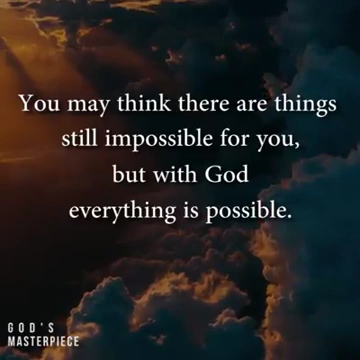 You may think there are things
still impossible for you,
but with God
everything is possible.
GOD'S
MASTERPIECE